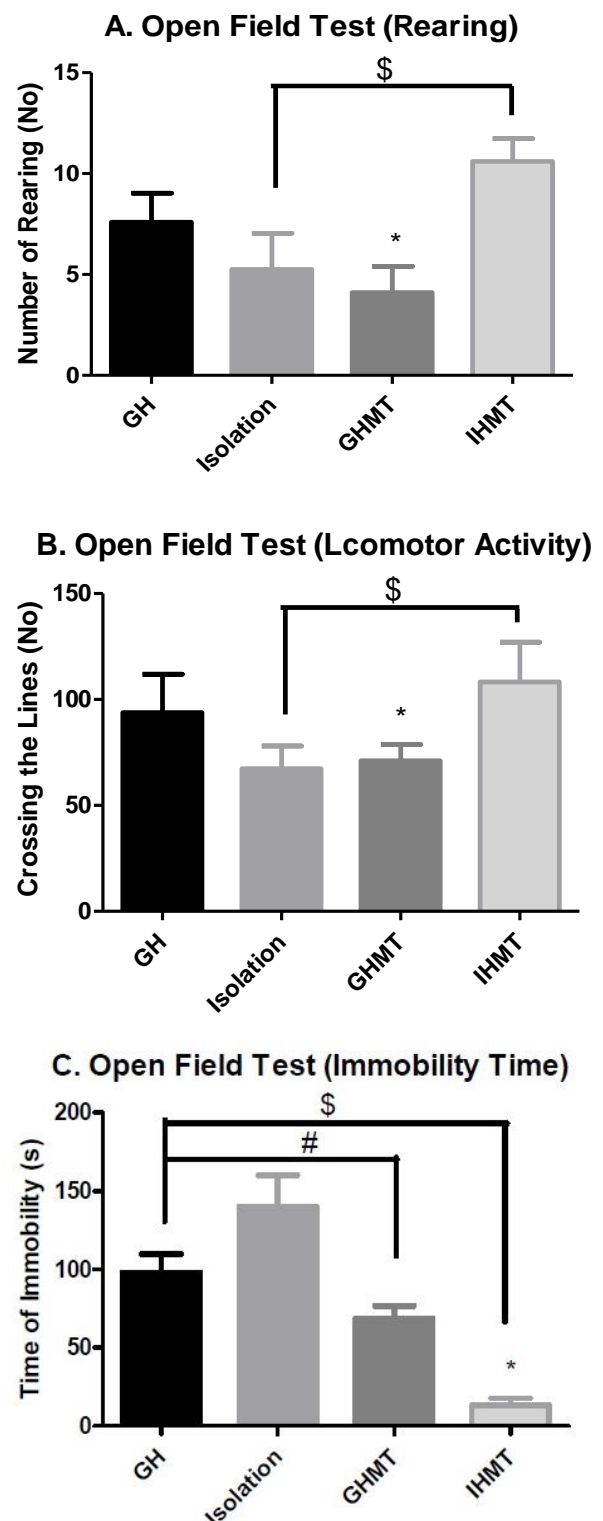 A. Open Field Test (Rearing)
Number of Rearing (No)
15
10
5
0
$
*
GH
Isolation
GHMT
IHMT
B. Open Field Test (Lcomotor Activity)
Crossing the Lines (No)
150
100
50
0
$
*
GH
Isolation
GHMT
IHMT
C. Open Field Test (Immobility Time)
Time of Immobility (s)
200
150
100
50
0
$
#
*
GH
Isolation
GHMT
IHMT